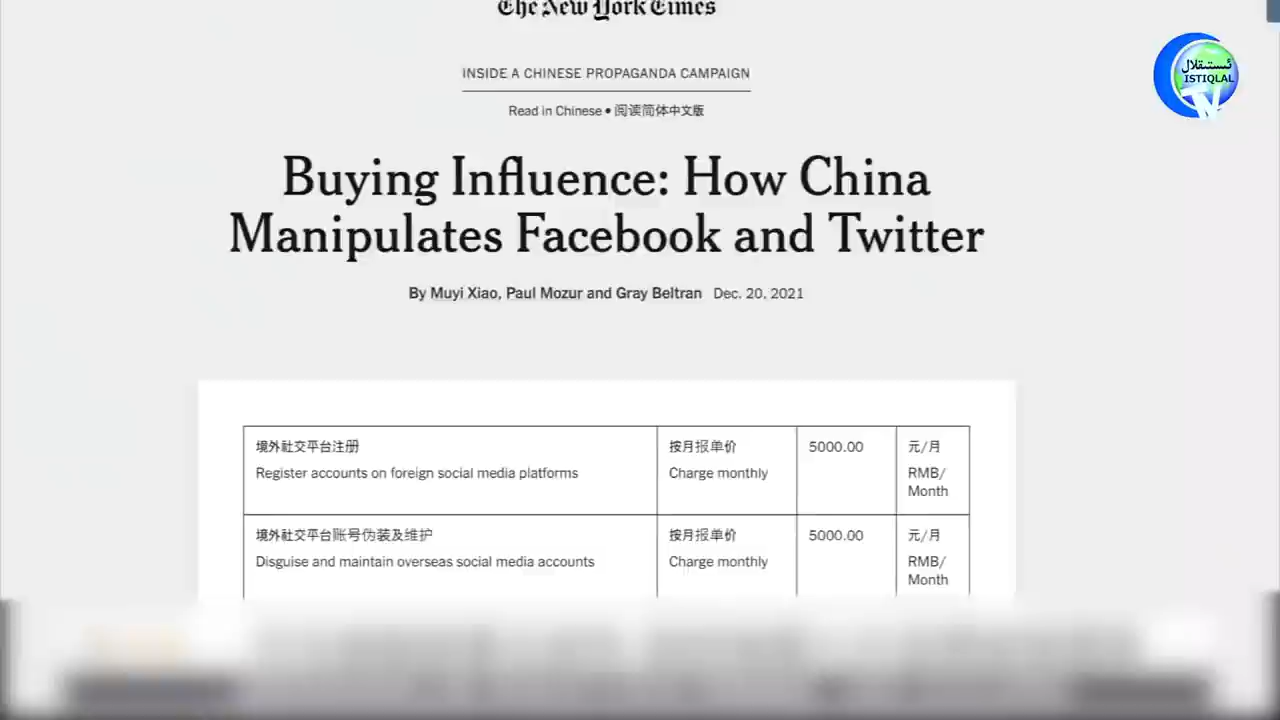 The New York Times
ئىستىقلال
ISTIQLAL
TV
INSIDE A CHINESE PROPAGANDA CAMPAIGN
Read in Chinese • 阅读简体中文版
Buying Influence: How China
Manipulates Facebook and Twitter
By Muyi Xiao, Paul Mozur and Gray Beltran Dec. 20, 2021
境外社交平台注册 按月报单价 5000.00 元/月
Register accounts on foreign social media platforms Charge monthly RMB/
Month
境外社交平台账号伪装及维护 按月报单价 5000.00 元/月
Disguise and maintain overseas social media accounts Charge monthly RMB/
Month